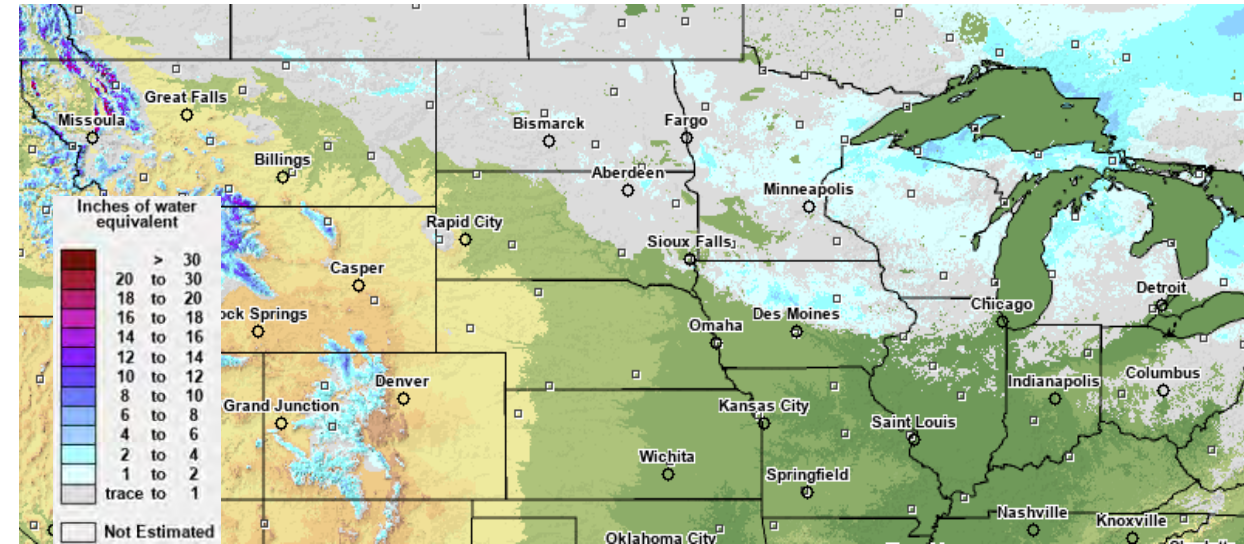 Great Falls
Missoula
Bismarck
Fargo
Billings
Aberdeen
Minneapolis
Inches of water
equivalent
Rapid City
Sioux Falls
> 30
20 to 30
18 to 20
16 to 18
14 to 16
12 to 14
10 to 12
8 to 10
6 to 8
4 to 6
2 to 4
1 to 2
trace to 1
Not Estimated
Casper
Detroit
Chicago
ock Springs
Omaha
Des Moines
Denver
Columbus
Indianapolis
Grand Junction
Kansas City
Saint Louis
Wichita
Springfield
Nashville
Knoxville
Oklahoma City